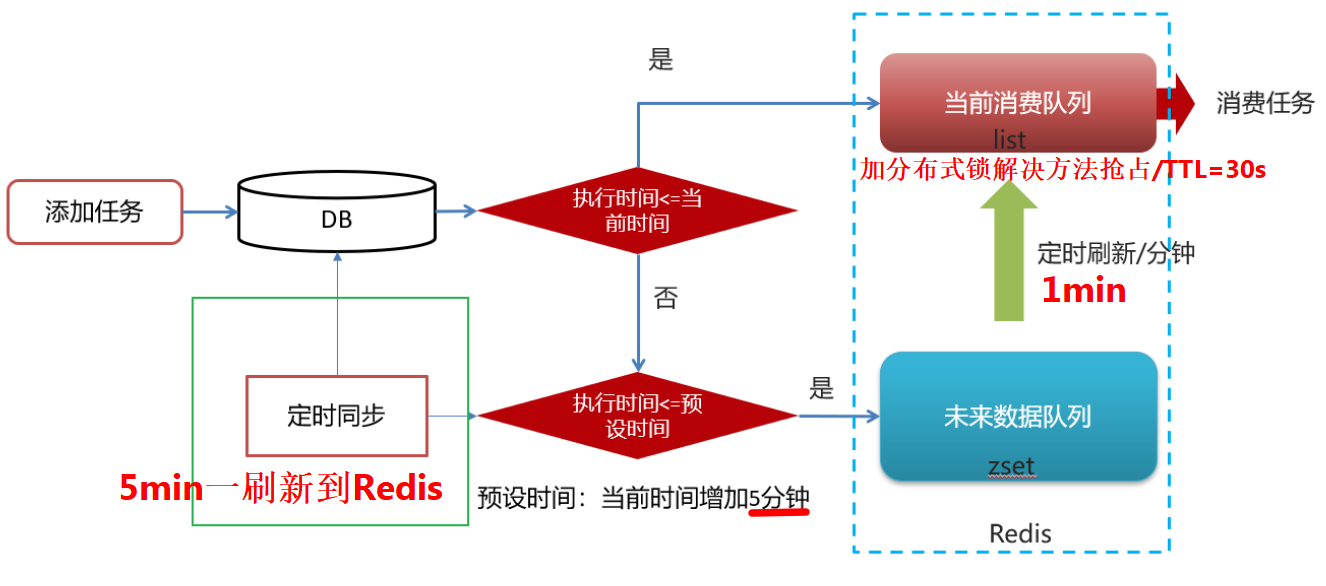 是
当前消费队列
list
消费任务
加分布式锁解决方法抢占/TTL=30s
添加任务
DB
执行时间<=当
前时间
定时刷新/分钟
1min
否
定时同步
执行时间<=预
设时间
是
未来数据队列
zset
5min一刷新到Redis
预设时间：当前时间增加5分钟
Redis